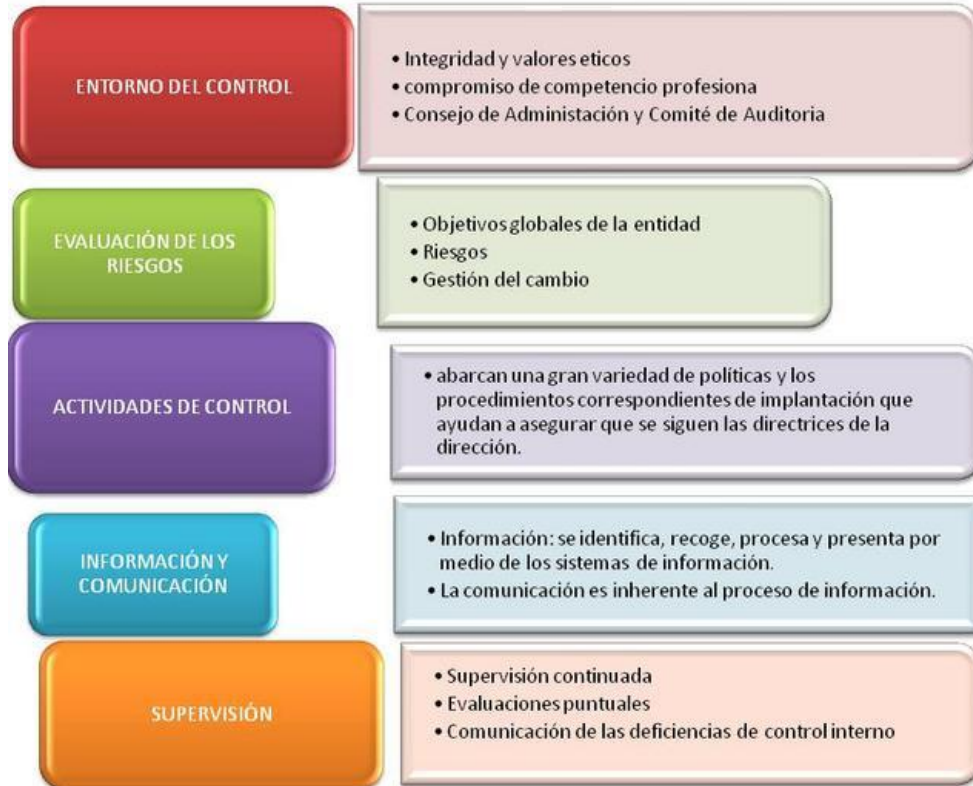 ENTORNO DEL CONTROL
• Integridad y valores eticos
• compromiso de competencio profesiona
• Consejo de Administación y Comité de Auditoria
EVALUACIÓN DE LOS
RIESGOS
• Objetivos globales de la entidad
• Riesgos
• Gestión del cambio
ACTIVIDADES DE CONTROL
• abarcan una gran variedad de políticas y los
procedimientos correspondientes de implantación que
ayudan a asegurar que se siguen las directrices de la
dirección.
INFORMACIÓN Y
COMUNICACIÓN
• Información: se identifica, recoge, procesa y presenta por
medio de los sistemas de información.
• La comunicación es inherente al proceso de información.
SUPERVISIÓN
• Supervisión continuada
• Evaluaciones puntuales
• Comunicación de las deficiencias de control interno